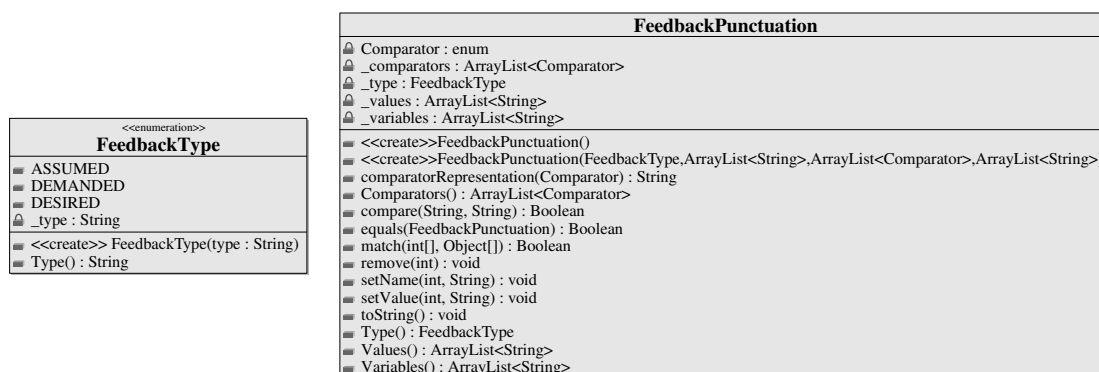 <<enumeration>>
FeedbackType
ASSUMED
DEMANDED
DESIRED
_type : String
<<create>> FeedbackType(type : String)
Type() : String
FeedbackPunctuation
Comparator : enum
_comparators : ArrayList<Comparator>
_type : FeedbackType
_values : ArrayList<String>
_variables : ArrayList<String>
<<create>>FeedbackPunctuation()
<<create>>FeedbackPunctuation(FeedbackType,ArrayList<String>,ArrayList<Comparator>,ArrayList<String>)
comparatorRepresentation(Comparator) : String
Comparators() : ArrayList<Comparator>
compare(String, String) : Boolean
equals(FeedbackPunctuation) : Boolean
match(int[], Object[]) : Boolean
remove(int) : void
setName(int, String) : void
setValue(int, String) : void
toString() : void
Type() : FeedbackType
Values() : ArrayList<String>
Variables() : ArrayList<String>